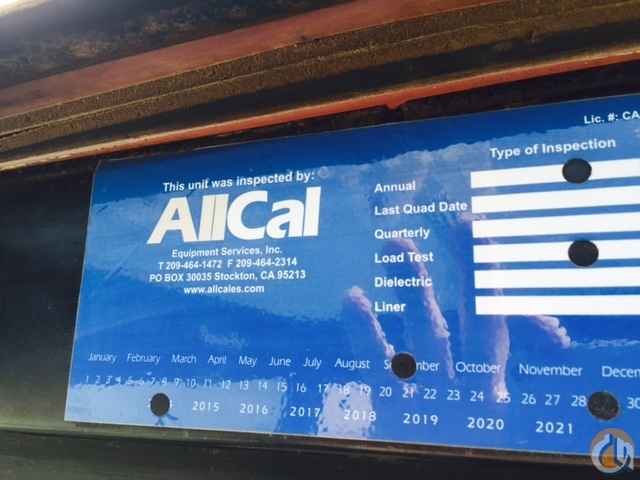 Lic. #: CA
Type of Inspection
This unit was inspected by:
AllCal
Equipment Services, Inc.
T 209-464-1472 F 209-464-2314
PO BOX 30035 Stockton, CA 95213
www.allcales.com
Annual
Last Quad Date
Quarterly
Load Test
Dielectric
Liner
January February March April May June July August October November
1 2 3 4 5 6 7 8 9 10 11 12 13 14 15 16 17 18 19 20 21 22 23 24 25 26 27 28 30
2015 2016 2017 2018 2019 2020 2021